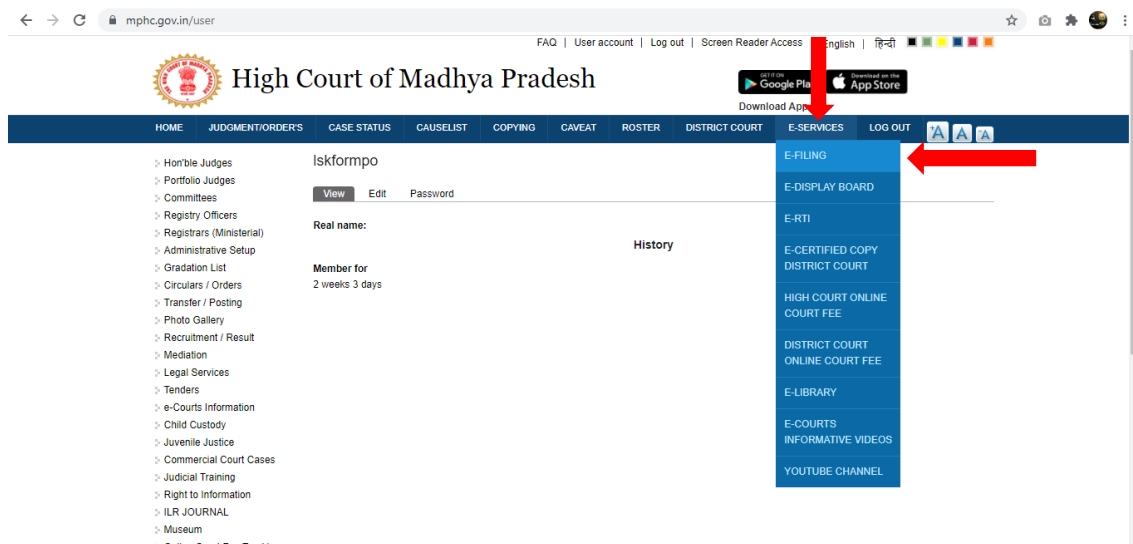 mphc.gov.in/user
FAQ | User account | Log out | Screen Reader Access English | हिन्दी
High Court of Madhya Pradesh
GET IT ON
Google Pla
Download on the
App Store
Download App
HOME JUDGMENT/ORDER'S CASE STATUS CAUSELIST COPYING CAVEAT ROSTER DISTRICT COURT E-SERVICES LOG OUT +A A -A
Hon'ble Judges
Portfolio Judges
Committees
Registry Officers
Registrars (Ministerial)
Administrative Setup
Gradation List
Circulars / Orders
Transfer / Posting
Photo Gallery
Recruitment / Result
Mediation
Legal Services
Tenders
e-Courts Information
Child Custody
Juvenile Justice
Commercial Court Cases
Judicial Training
Right to Information
ILR JOURNAL
Museum
lskformpo
View Edit Password
Real name:
History
Member for
2 weeks 3 days
E-FILING
E-DISPLAY BOARD
E-RTI
E-CERTIFIED COPY
DISTRICT COURT
HIGH COURT ONLINE
COURT FEE
DISTRICT COURT
ONLINE COURT FEE
E-LIBRARY
E-COURTS
INFORMATIVE VIDEOS
YOUTUBE CHANNEL